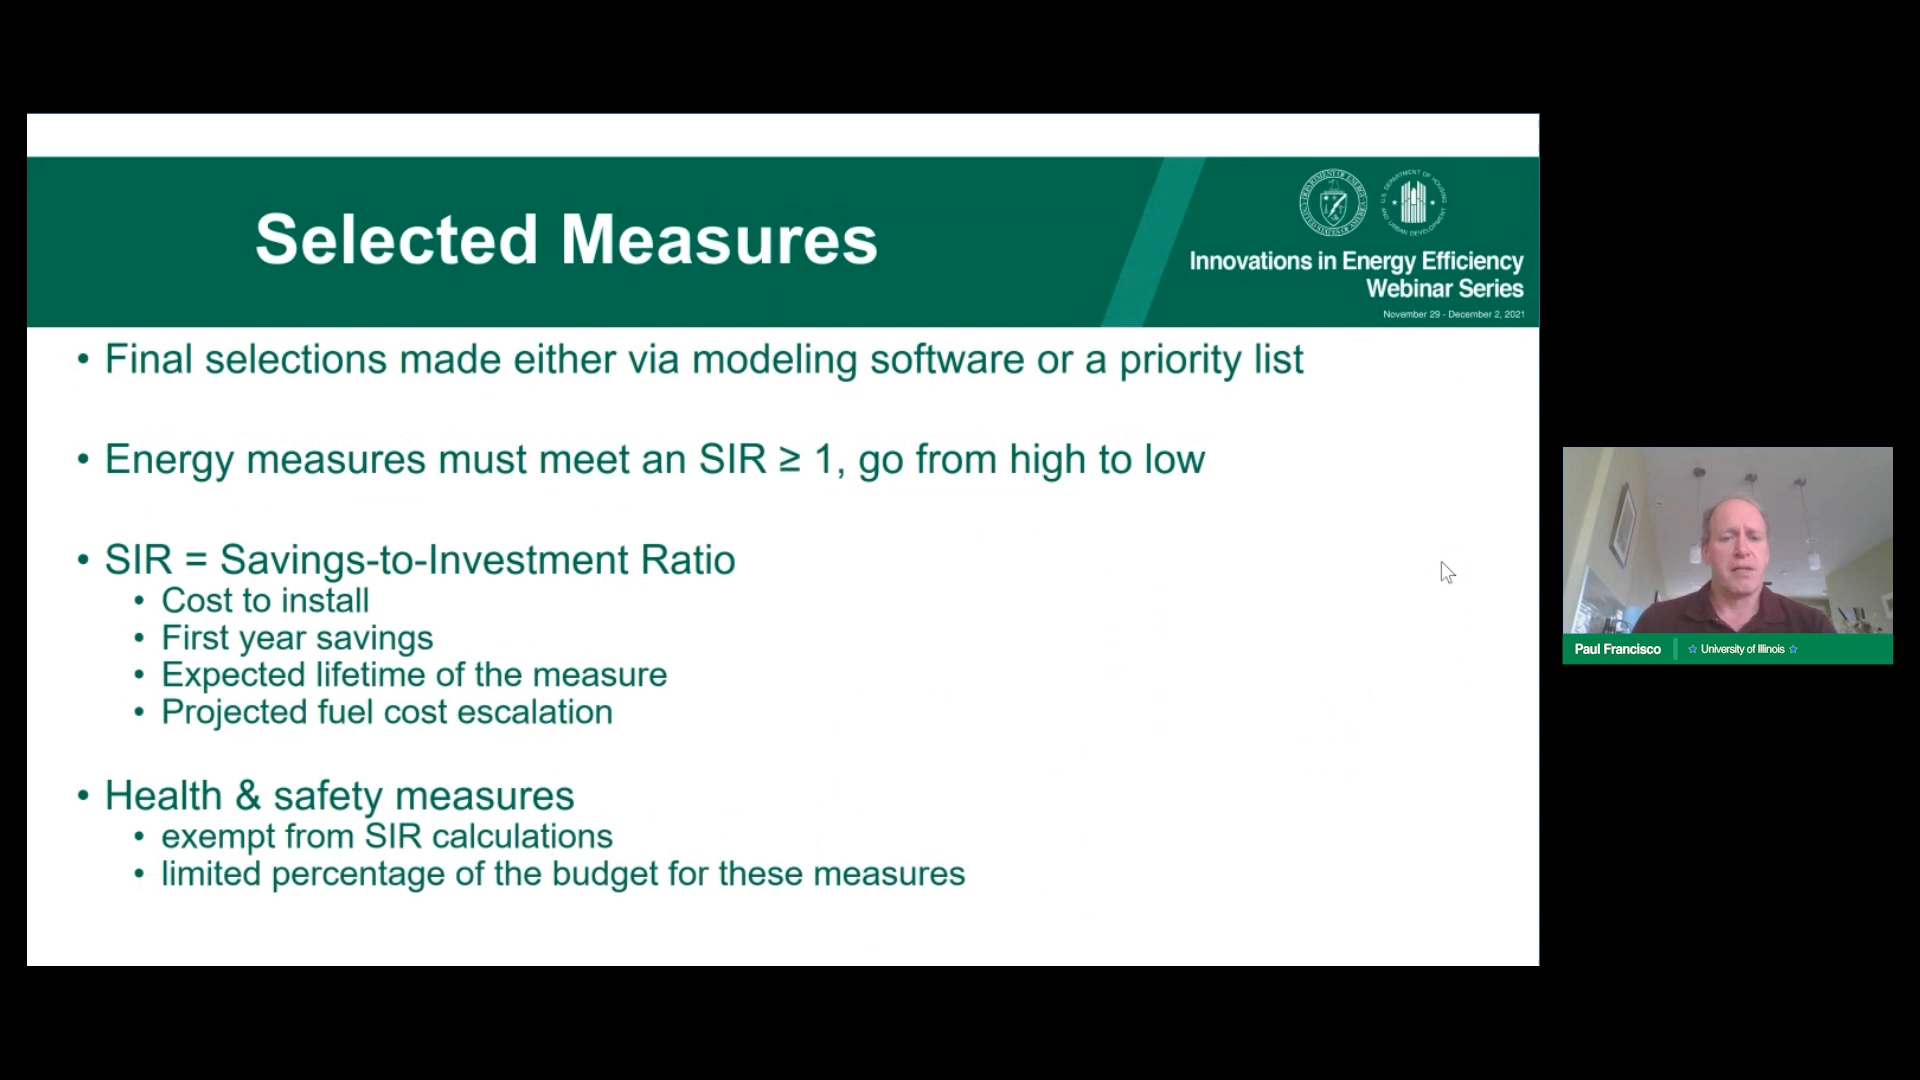 Selected Measures
Innovations in Energy Efficiency
Webinar Series
November 29 - December 2, 2021
• Final selections made either via modeling software or a priority list
• Energy measures must meet an SIR ≥ 1, go from high to low
• SIR = Savings-to-Investment Ratio
• Cost to install
• First year savings
• Expected lifetime of the measure
• Projected fuel cost escalation
• Health & safety measures
• exempt from SIR calculations
• limited percentage of the budget for these measures
Paul Francisco | ☆ University of Illinois ☆